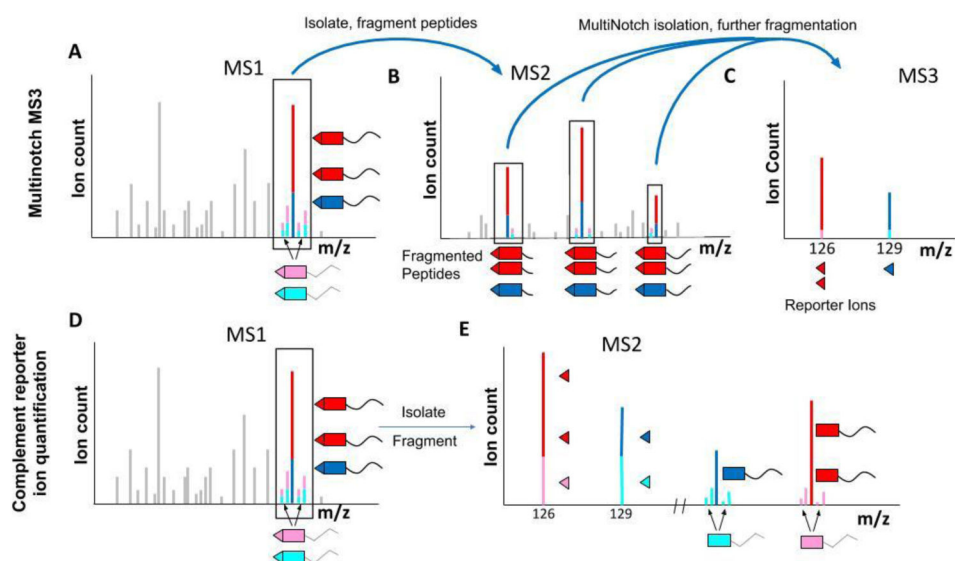 Isolate, fragment peptides
MultiNotch isolation, further fragmentation
Multinotch MS3
A
MS1
Ion count
m/z
B
MS2
Ion count
m/z
Fragmented
Peptides
C
MS3
Ion Count
126
129
m/z
Reporter Ions
Complement reporter
ion quantification
D
MS1
Ion count
m/z
Isolate
Fragment
E
MS2
Ion count
126
129
//
m/z